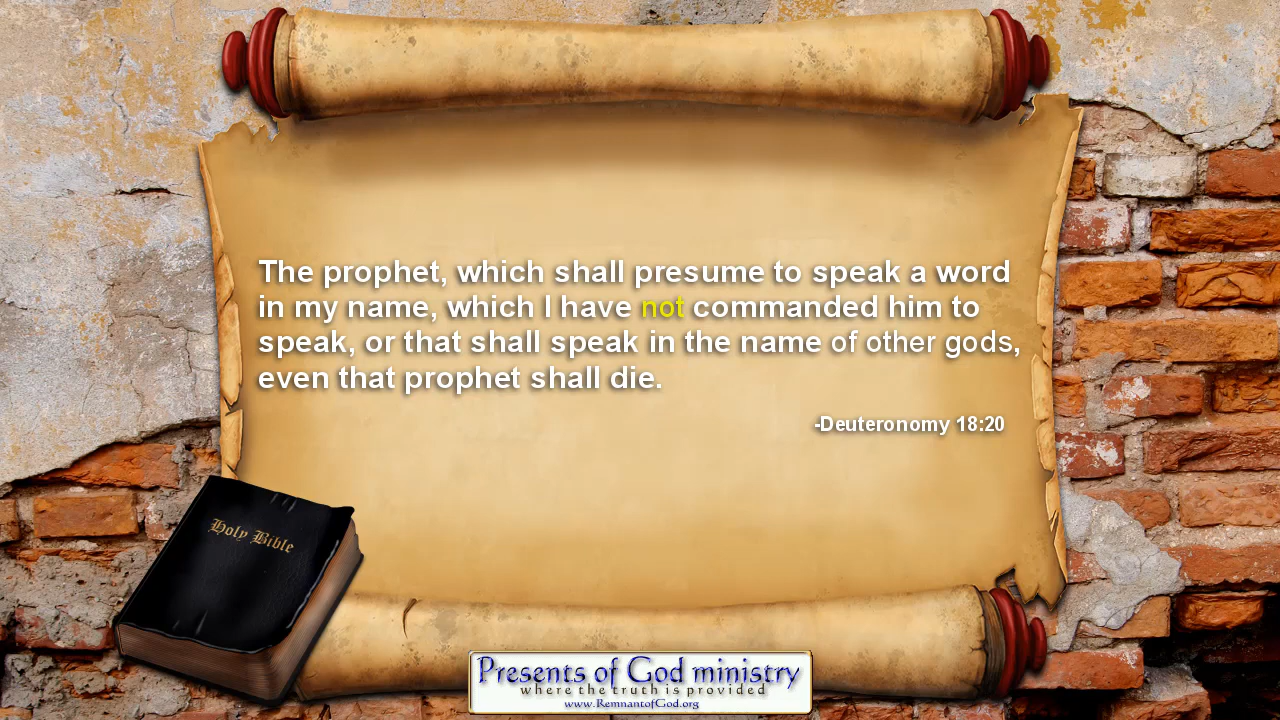 The prophet, which shall presume to speak a word
in my name, which I have not commanded him to
speak, or that shall speak in the name of other gods,
even that prophet shall die.
-Deuteronomy 18:20
Holy Bible
Presents of God ministry
where the truth is provided
www.RemnantofGod.org